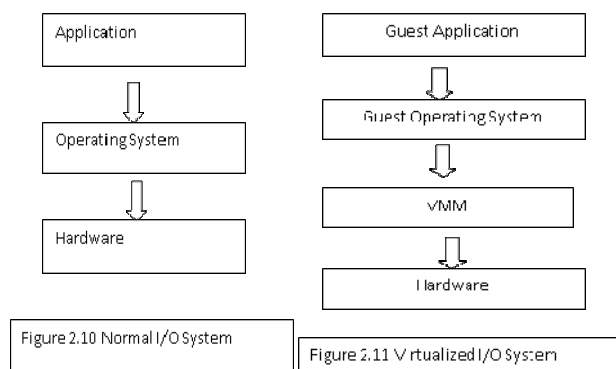 Application
Operating System
Hardware
Figure 2.10 Normal I/O System
Guest Application
Guest Operating System
VMM
Hardware
Figure 2.11 V rtualized I/O System